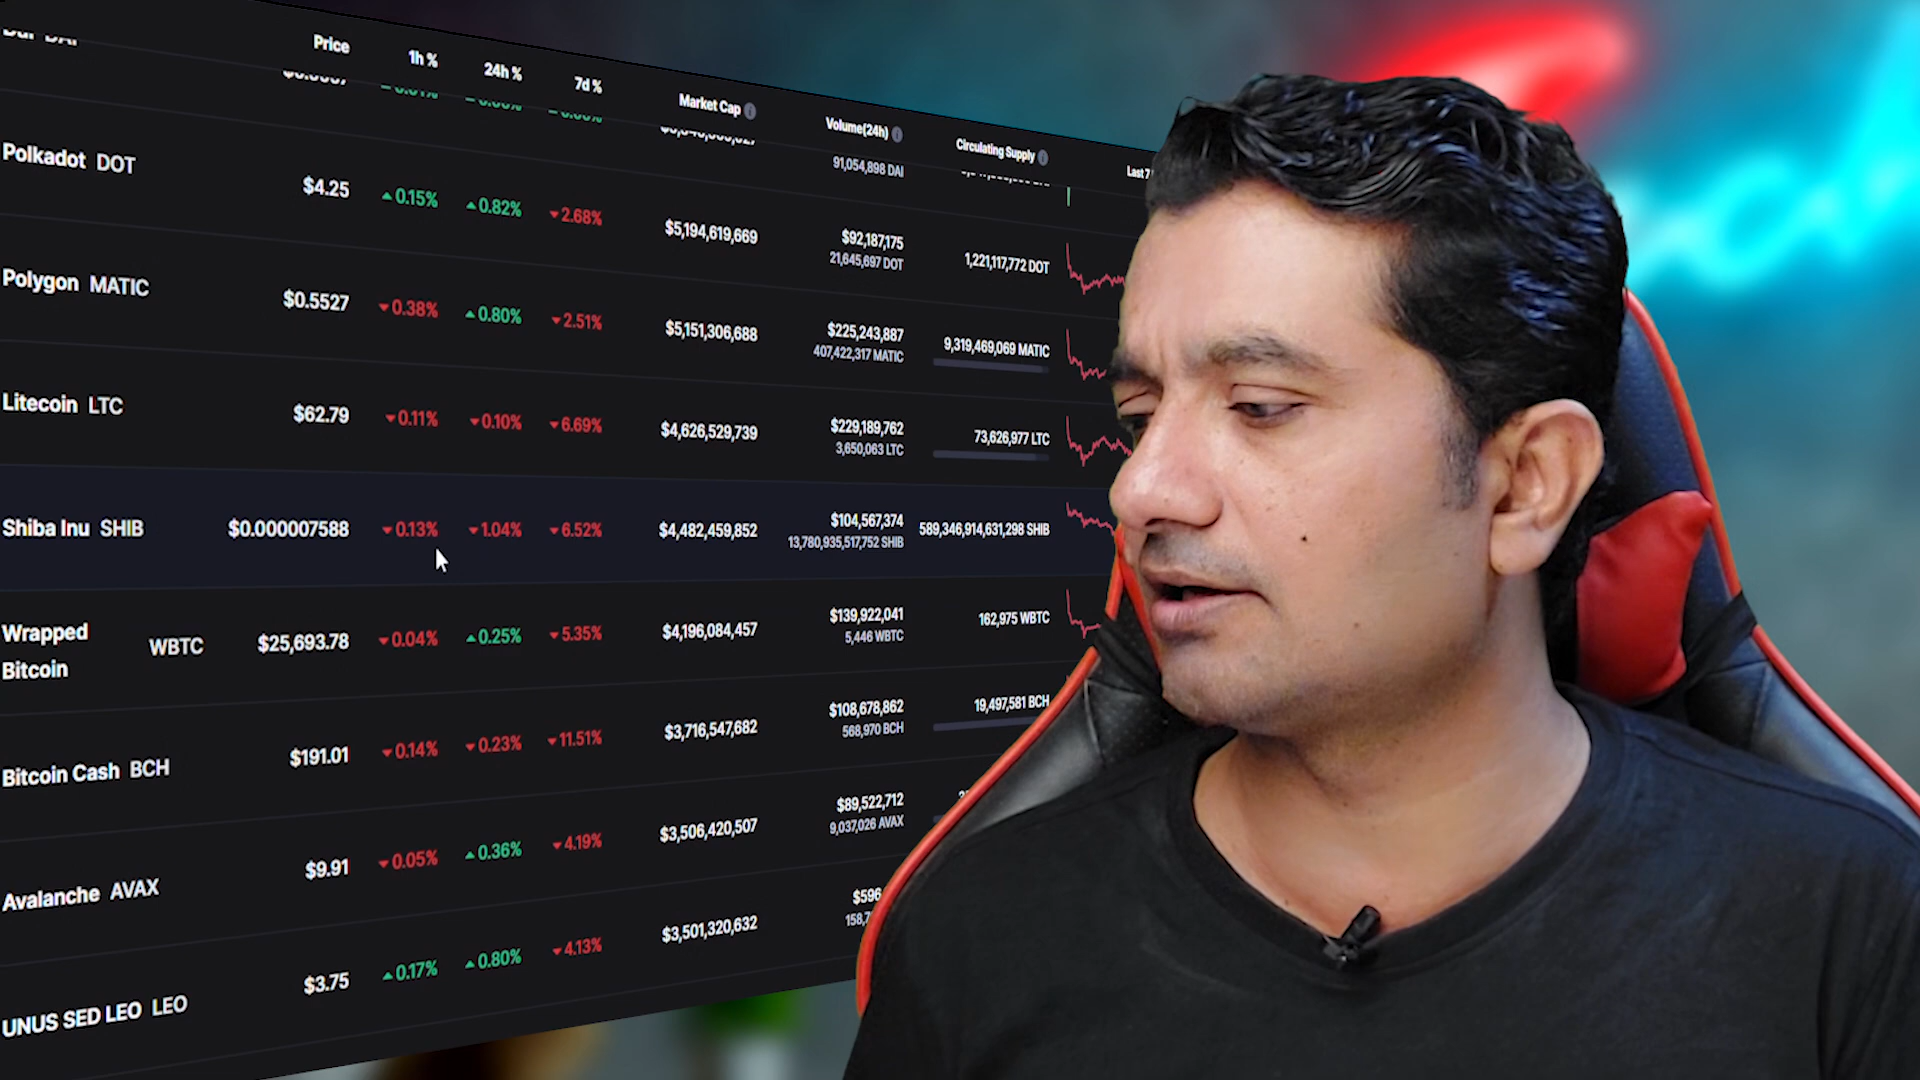 Price 1h % 24h % 7d % Market Cap Volume(24h) Circulating Supply Last 7
Dai DAI 91,054,898 DAI
Polkadot DOT $4.25 0.15% 0.82% 2.68% $5,194,619,669 $92,187,175 1,221,117,772 DOT
21,645,697 DOT
Polygon MATIC $0.5527 0.38% 0.80% 2.51% $5,151,306,688 $225,243,887 9,319,469,069 MATIC
407,422,317 MATIC
Litecoin LTC $62.79 0.11% 0.10% 6.69% $4,626,529,739 $229,189,762 73,626,977 LTC
3,650,063 LTC
Shiba Inu SHIB $0.000007588 0.13% 1.04% 6.52% $4,482,459,852 $104,567,374 589,346,914,631,298 SHIB
13,780,935,517,752 SHIB
Wrapped
Bitcoin WBTC $25,693.78 0.04% 0.25% 5.35% $4,196,084,457 $139,922,041 162,975 WBTC
5,446 WBTC
Bitcoin Cash BCH $191.01 0.14% 0.23% 11.51% $3,716,547,682 $108,678,862 19,497,581 BCH
568,970 BCH
Avalanche AVAX $9.91 0.05% 0.36% 4.19% $3,506,420,507 $89,522,712
9,037,026 AVAX
UNUS SED LEO LEO $3.75 0.17% 0.80% 4.13% $3,501,320,632 $596